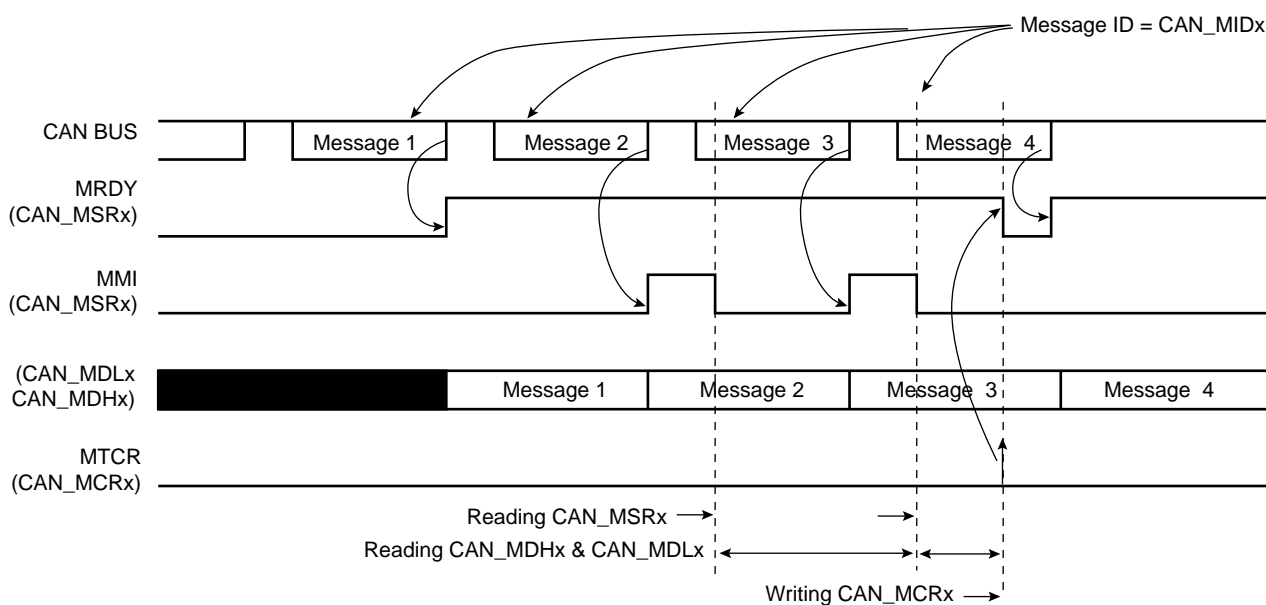 Message ID = CAN_MIDx
CAN BUS
Message 1
Message 2
Message 3
Message 4
MRDY
(CAN_MSRx)
MMI
(CAN_MSRx)
(CAN_MDLx
CAN_MDHx)
Message 1
Message 2
Message 3
Message 4
MTCR
(CAN_MCRx)
Reading CAN_MSRx
Reading CAN_MDHx & CAN_MDLx
Writing CAN_MCRx